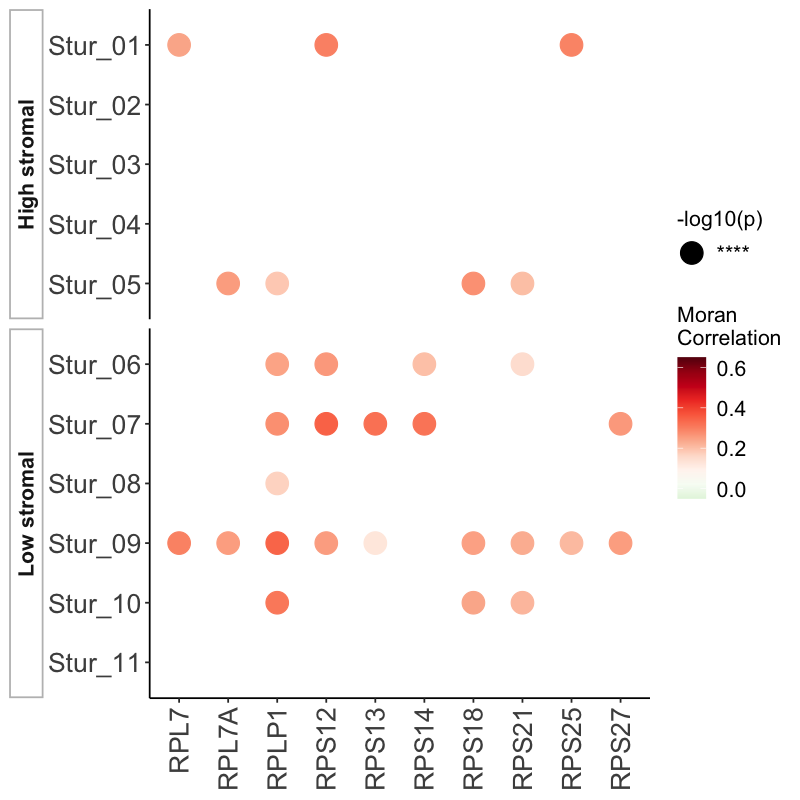 High stromal
Stur_01
Stur_02
Stur_03
Stur_04
Stur_05
Low stromal
Stur_06
Stur_07
Stur_08
Stur_09
Stur_10
Stur_11
RPL7
RPL7A
RPLP1
RPS12
RPS13
RPS14
RPS18
RPS21
RPS25
RPS27
-log10(p)
****
Moran
Correlation
0.6
0.4
0.2
0.0